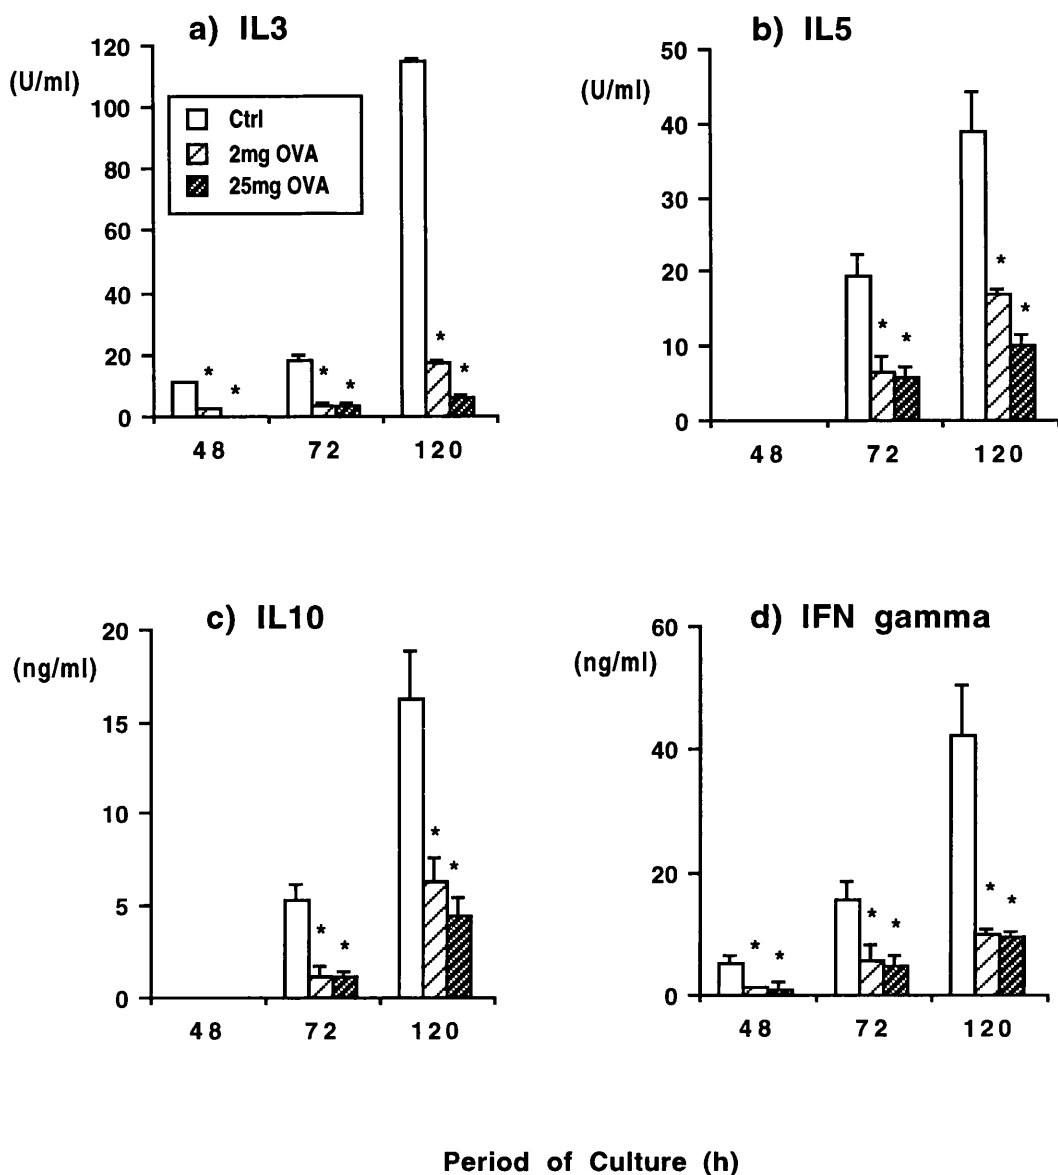 a) IL3
(U/ml)
120
100
80
60
40
20
0
Ctrl
2mg OVA
25mg OVA
* * * * * *
48 72 120
b) IL5
(U/ml)
50
40
30
20
10
0
* * * *
48 72 120
c) IL10
(ng/ml)
20
15
10
5
0
* * * *
48 72 120
d) IFN gamma
(ng/ml)
60
40
20
0
* * * * * *
48 72 120
Period of Culture (h)